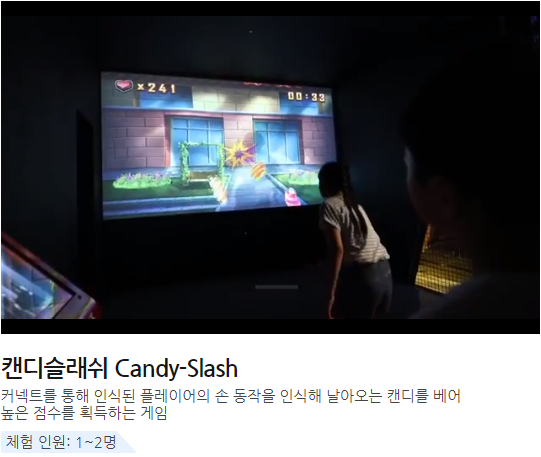 x241
00:33
캔디슬래쉬 Candy-Slash
커넥트를 통해 인식된 플레이어의 손 동작을 인식해 날아오는 캔디를 베어
높은 점수를 획득하는 게임
체험 인원: 1~2명